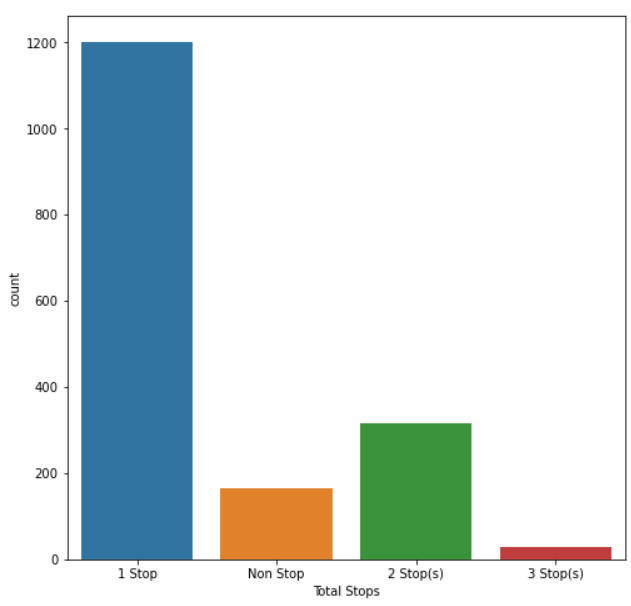 1200
1000
800
600
400
200
0
count
1 Stop
Non Stop
2 Stop(s)
3 Stop(s)
Total Stops